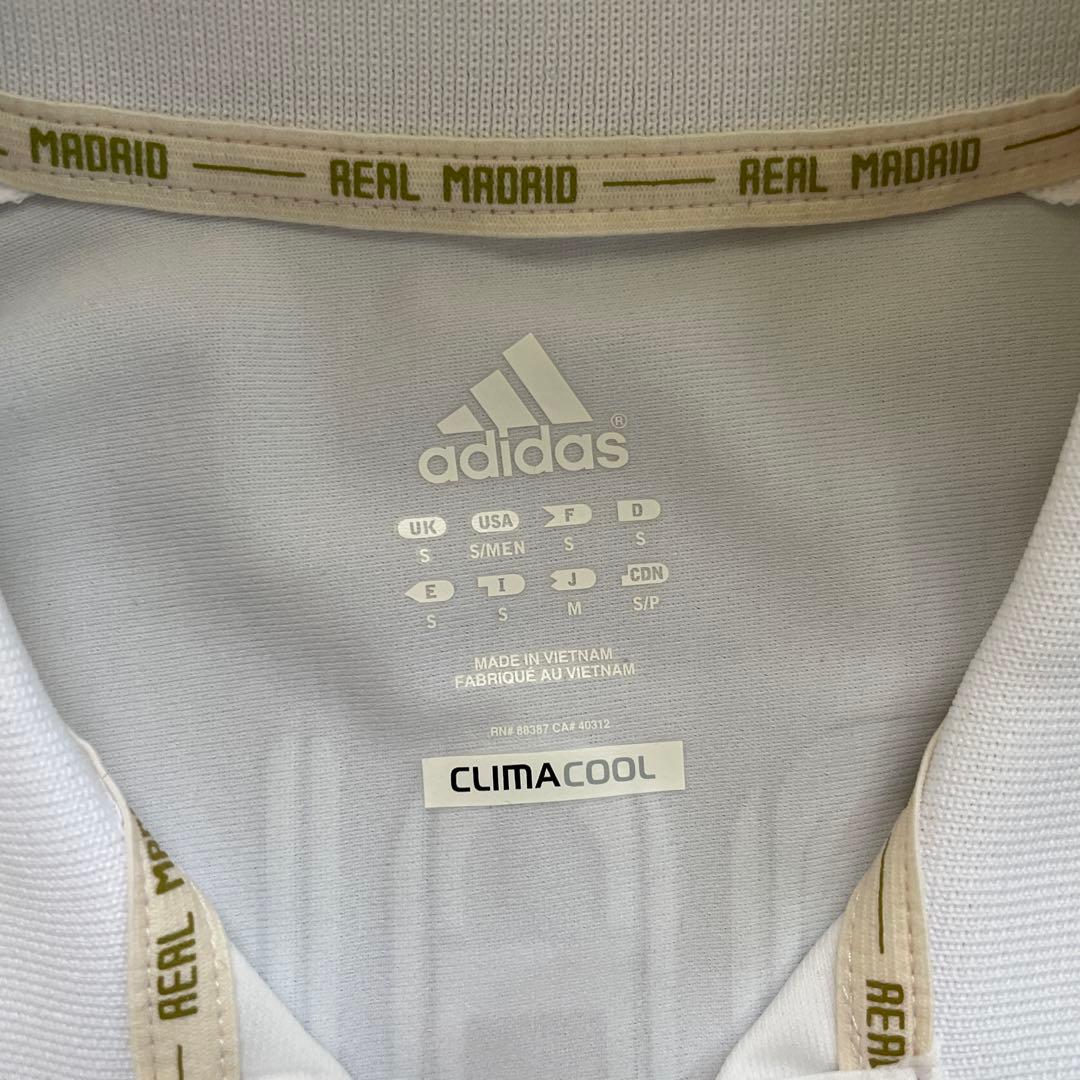 MADRID — REAL MADRID — REAL MADRID —
adidas®
UK USA F D
S S/MEN S S
E I J CDN
S S M S/P
MADE IN VIETNAM
FABRIQUÉ AU VIETNAM
RN# 88387 CA# 40312
CLIMACOOL
REAL MA
REAL